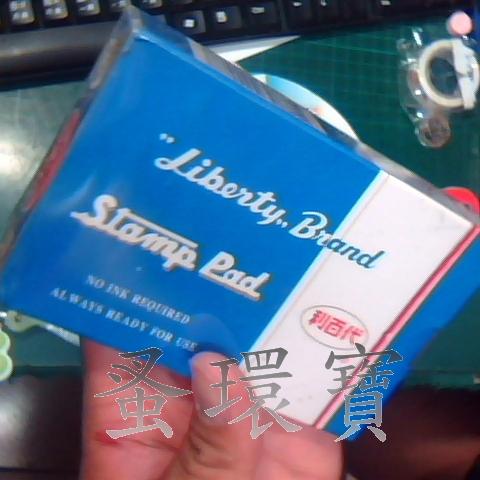 "Liberty„ Brand
Stamp Pad
NO INK REQUIRED
ALWAYS READY FOR USE
利百代
蚤環寶